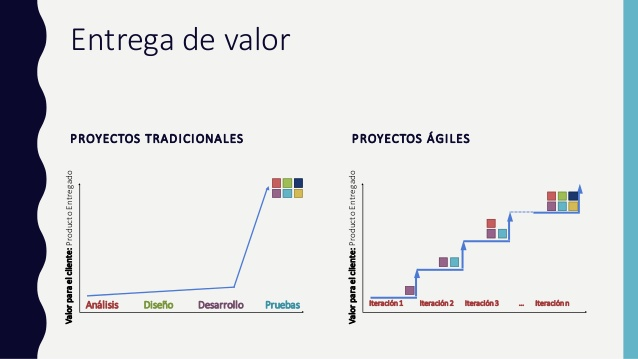 Entrega de valor
PROYECTOS TRADICIONALES
Valor para el cliente: Producto Entregado
Análisis Diseño Desarrollo Pruebas
PROYECTOS ÁGILES
Valor para el cliente: Producto Entregado
Iteración 1 Iteración 2 Iteración 3 ... Iteración n